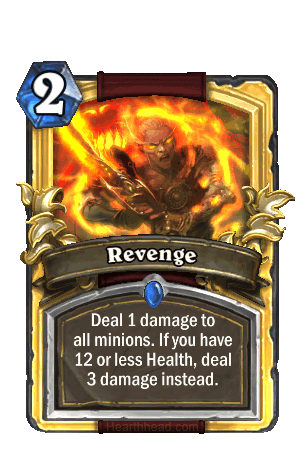 2
Revenge
Deal 1 damage to
all minions. If you have
12 or less Health, deal
3 damage instead.
Hearthhead.com